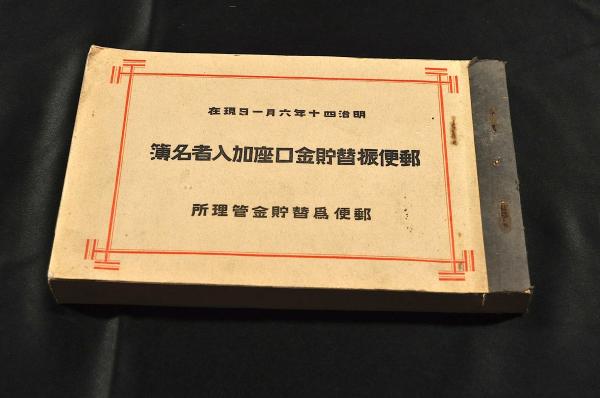 明治四十年六月一日現在
郵便振替貯金口座加入者名簿
郵便爲替貯金管理所